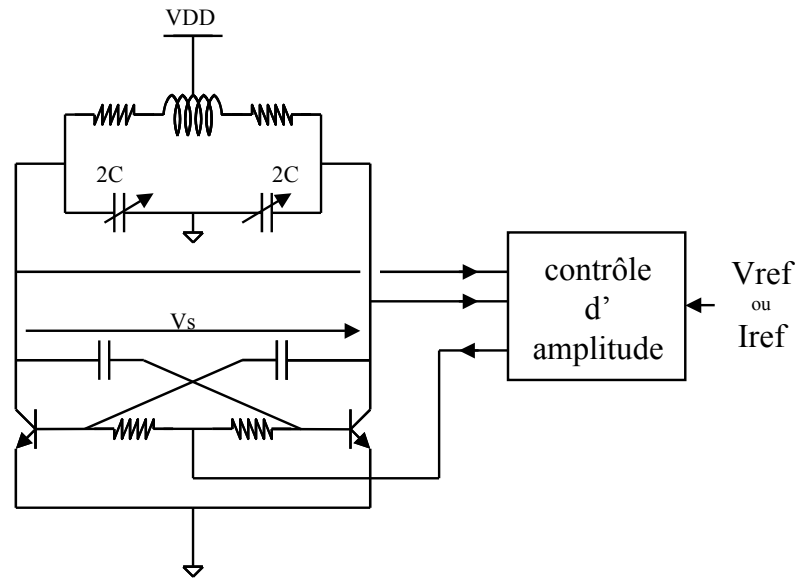 VDD
2C
2C
Vs
contrôle
d'
amplitude
Vref
ou
Iref